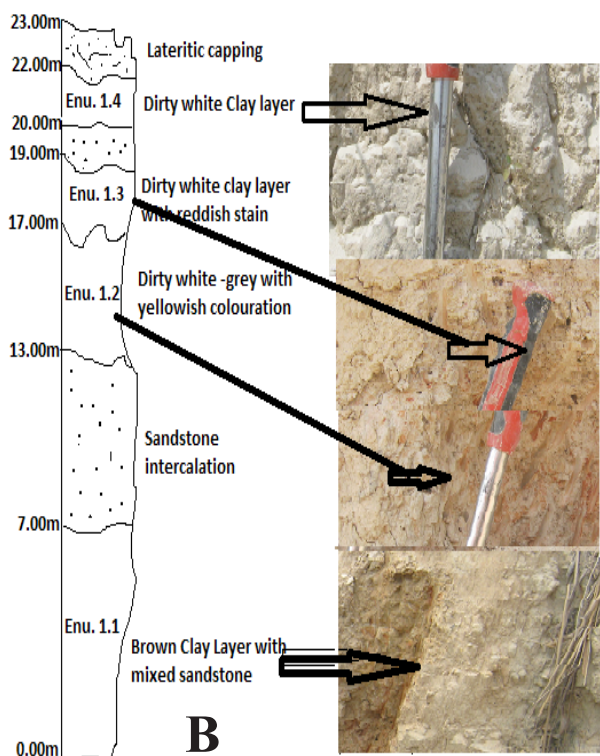 23.00m
Lateritic capping
22.00m
Enu. 1.4
Dirty white Clay layer
20.00m
19.00m
Enu. 1.3
Dirty white clay layer
with reddish stain
17.00m
Dirty white -grey with
yellowish colouration
Enu. 1.2
13.00m
Sandstone
intercalation
7.00m
Enu. 1.1
Brown Clay Layer with
mixed sandstone
0.00m
B